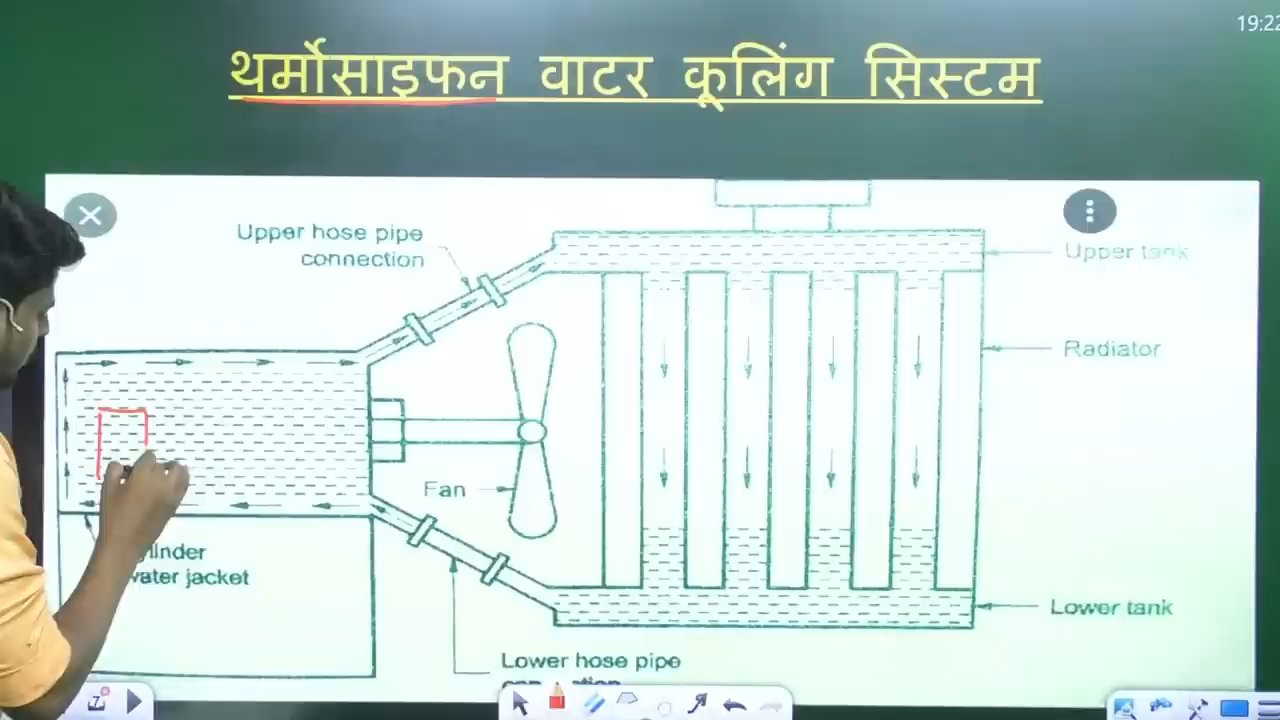 19:22
थर्मोसाइफन वाटर कूलिंग सिस्टम
Upper hose pipe
connection
Upper tank
Radiator
Fan
water jacket
Lower tank
Lower hose pipe